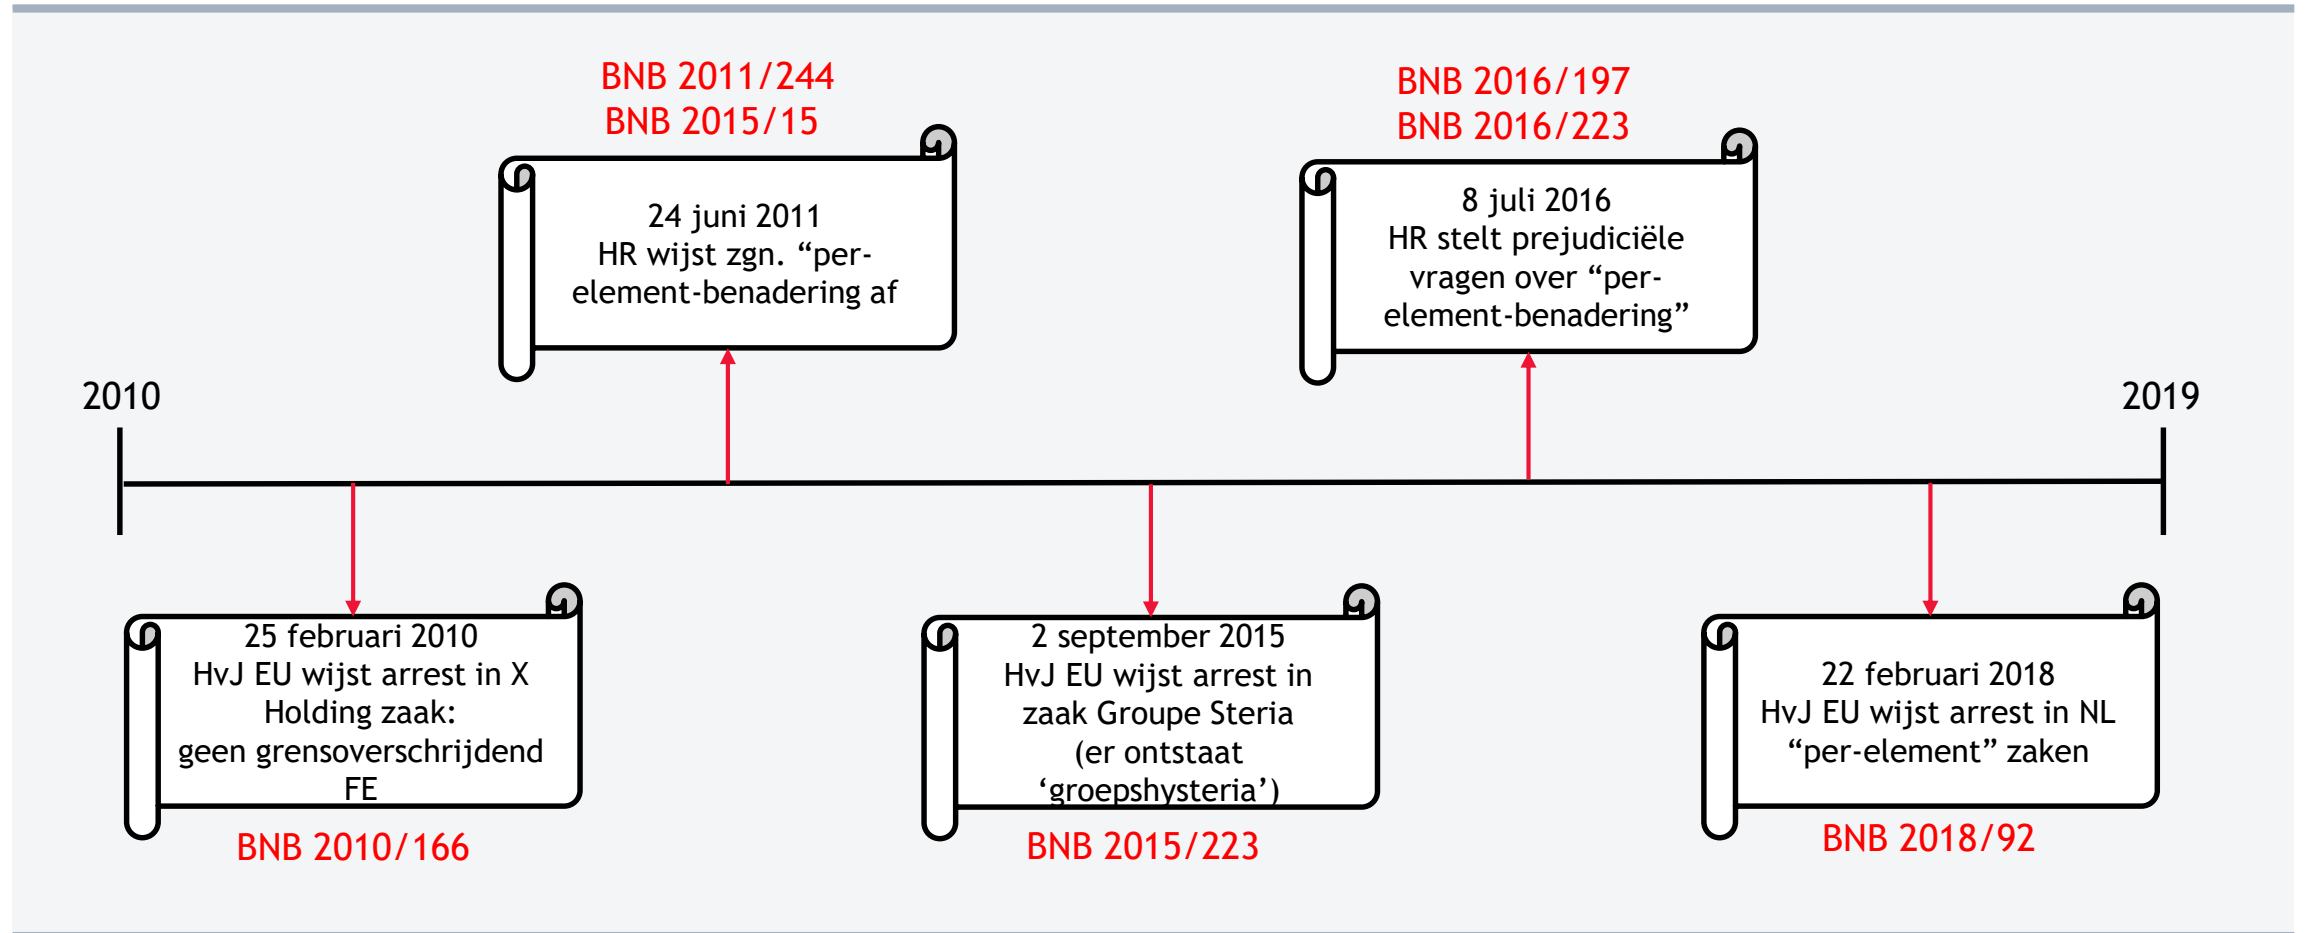 BNB 2011/244
BNB 2015/15
24 juni 2011
HR wijst zgn. “per-
element-benadering af
BNB 2016/197
BNB 2016/223
8 juli 2016
HR stelt prejudiciële
vragen over “per-
element-benadering”
2010
2019
25 februari 2010
HvJ EU wijst arrest in X
Holding zaak:
geen grensoverschrijdend
FE
BNB 2010/166
2 september 2015
HvJ EU wijst arrest in
zaak Groupe Steria
(er ontstaat
‘groepshysteria’)
BNB 2015/223
22 februari 2018
HvJ EU wijst arrest in NL
“per-element” zaken
BNB 2018/92